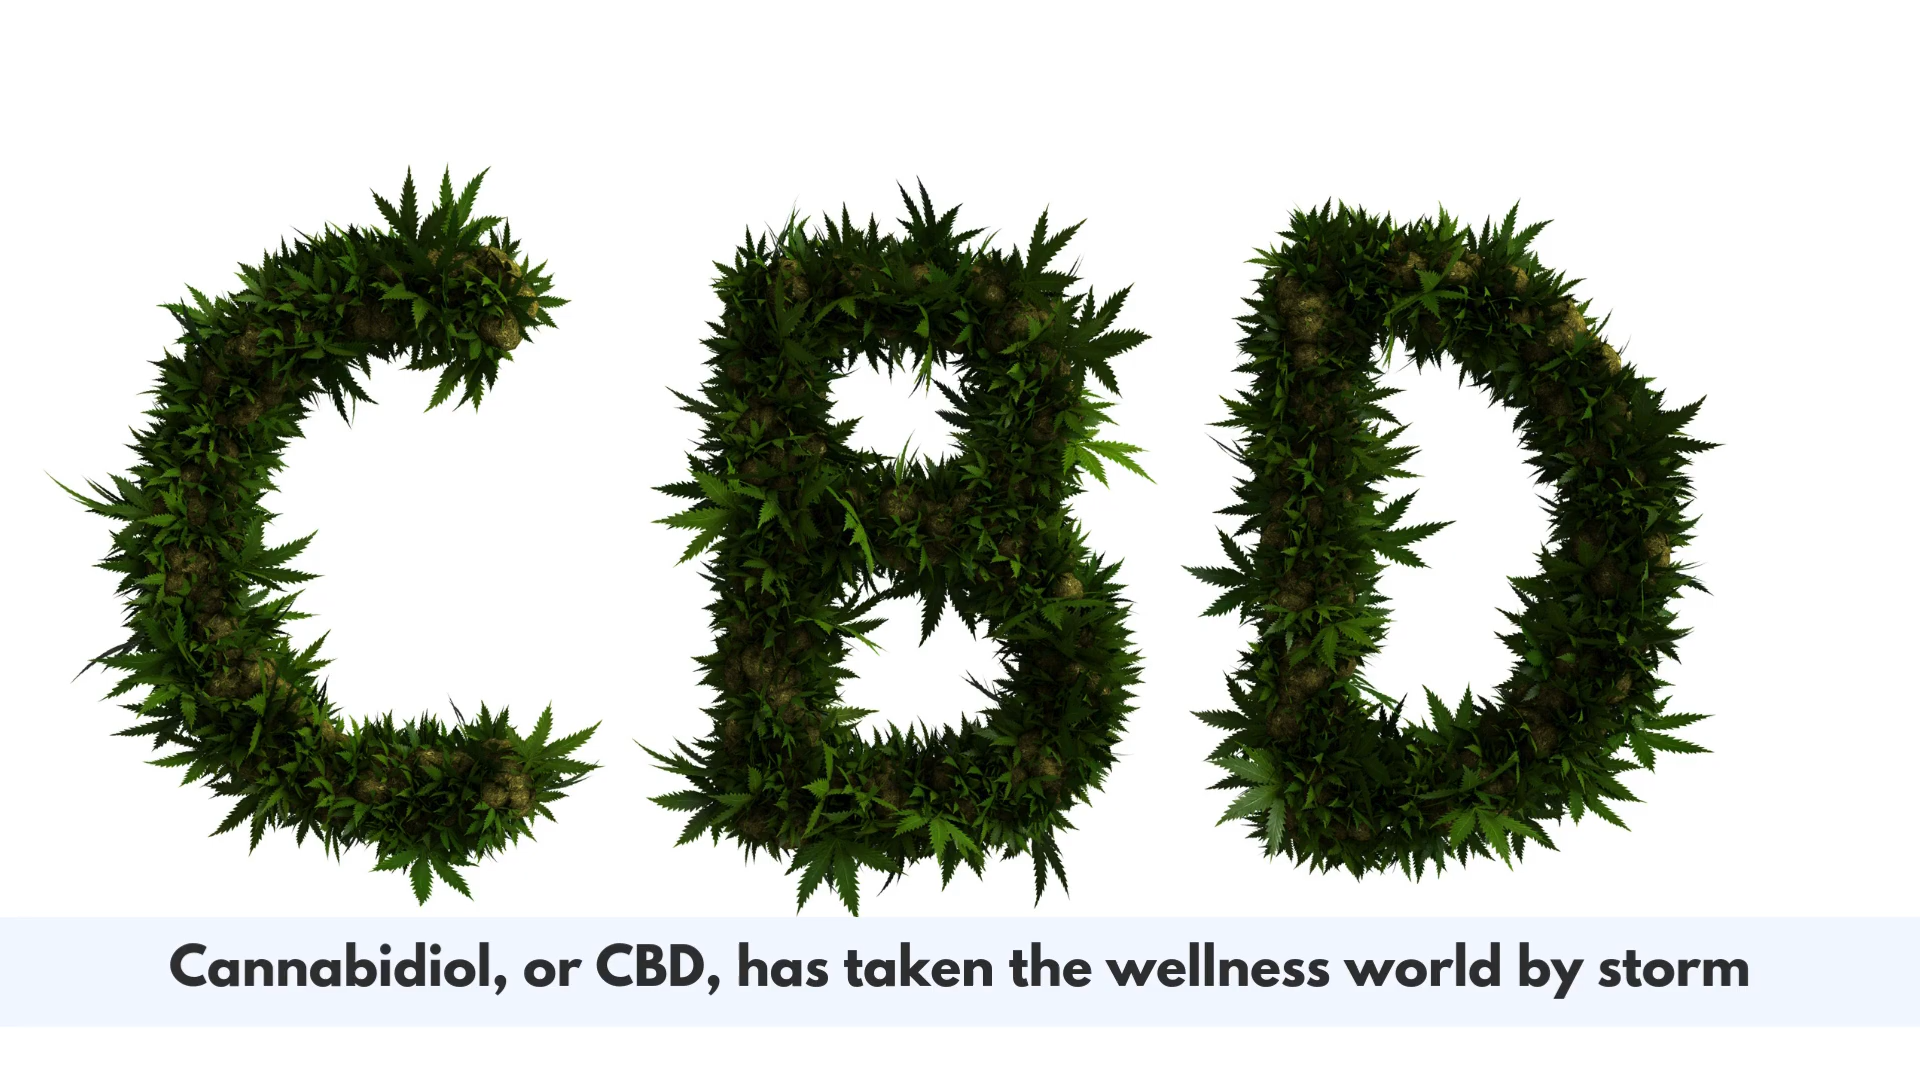 CBD
Cannabidiol, or CBD, has taken the wellness world by storm